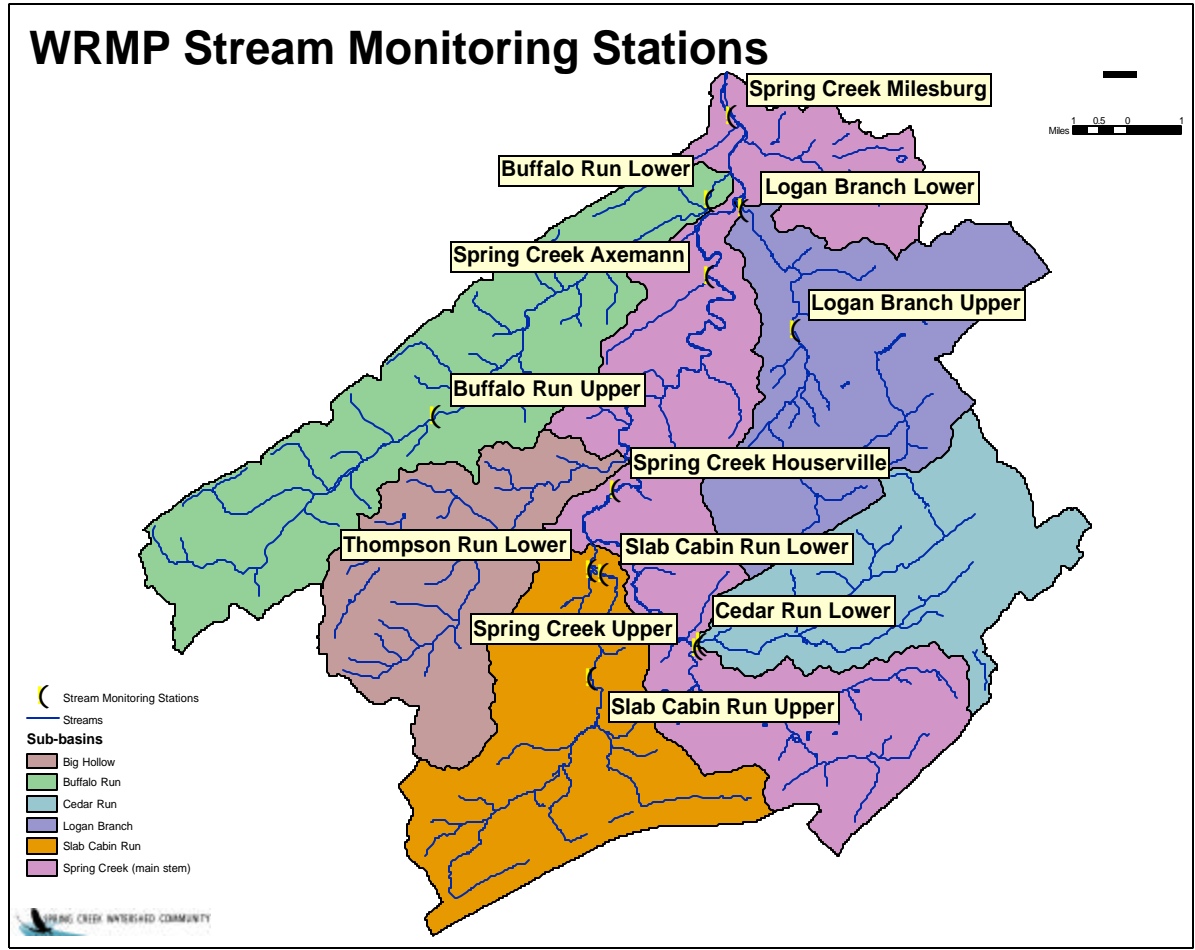 WRMP Stream Monitoring Stations
Spring Creek Milesburg
1 0.5 0 1
Miles
Buffalo Run Lower
Logan Branch Lower
Spring Creek Axemann
Logan Branch Upper
Buffalo Run Upper
Spring Creek Houserville
Thompson Run Lower
Slab Cabin Run Lower
Cedar Run Lower
Spring Creek Upper
Slab Cabin Run Upper
Stream Monitoring Stations
Streams
Sub-basins
Big Hollow
Buffalo Run
Cedar Run
Logan Branch
Slab Cabin Run
Spring Creek (main stem)
SPRING CREEK WATERSHED COMMUNITY